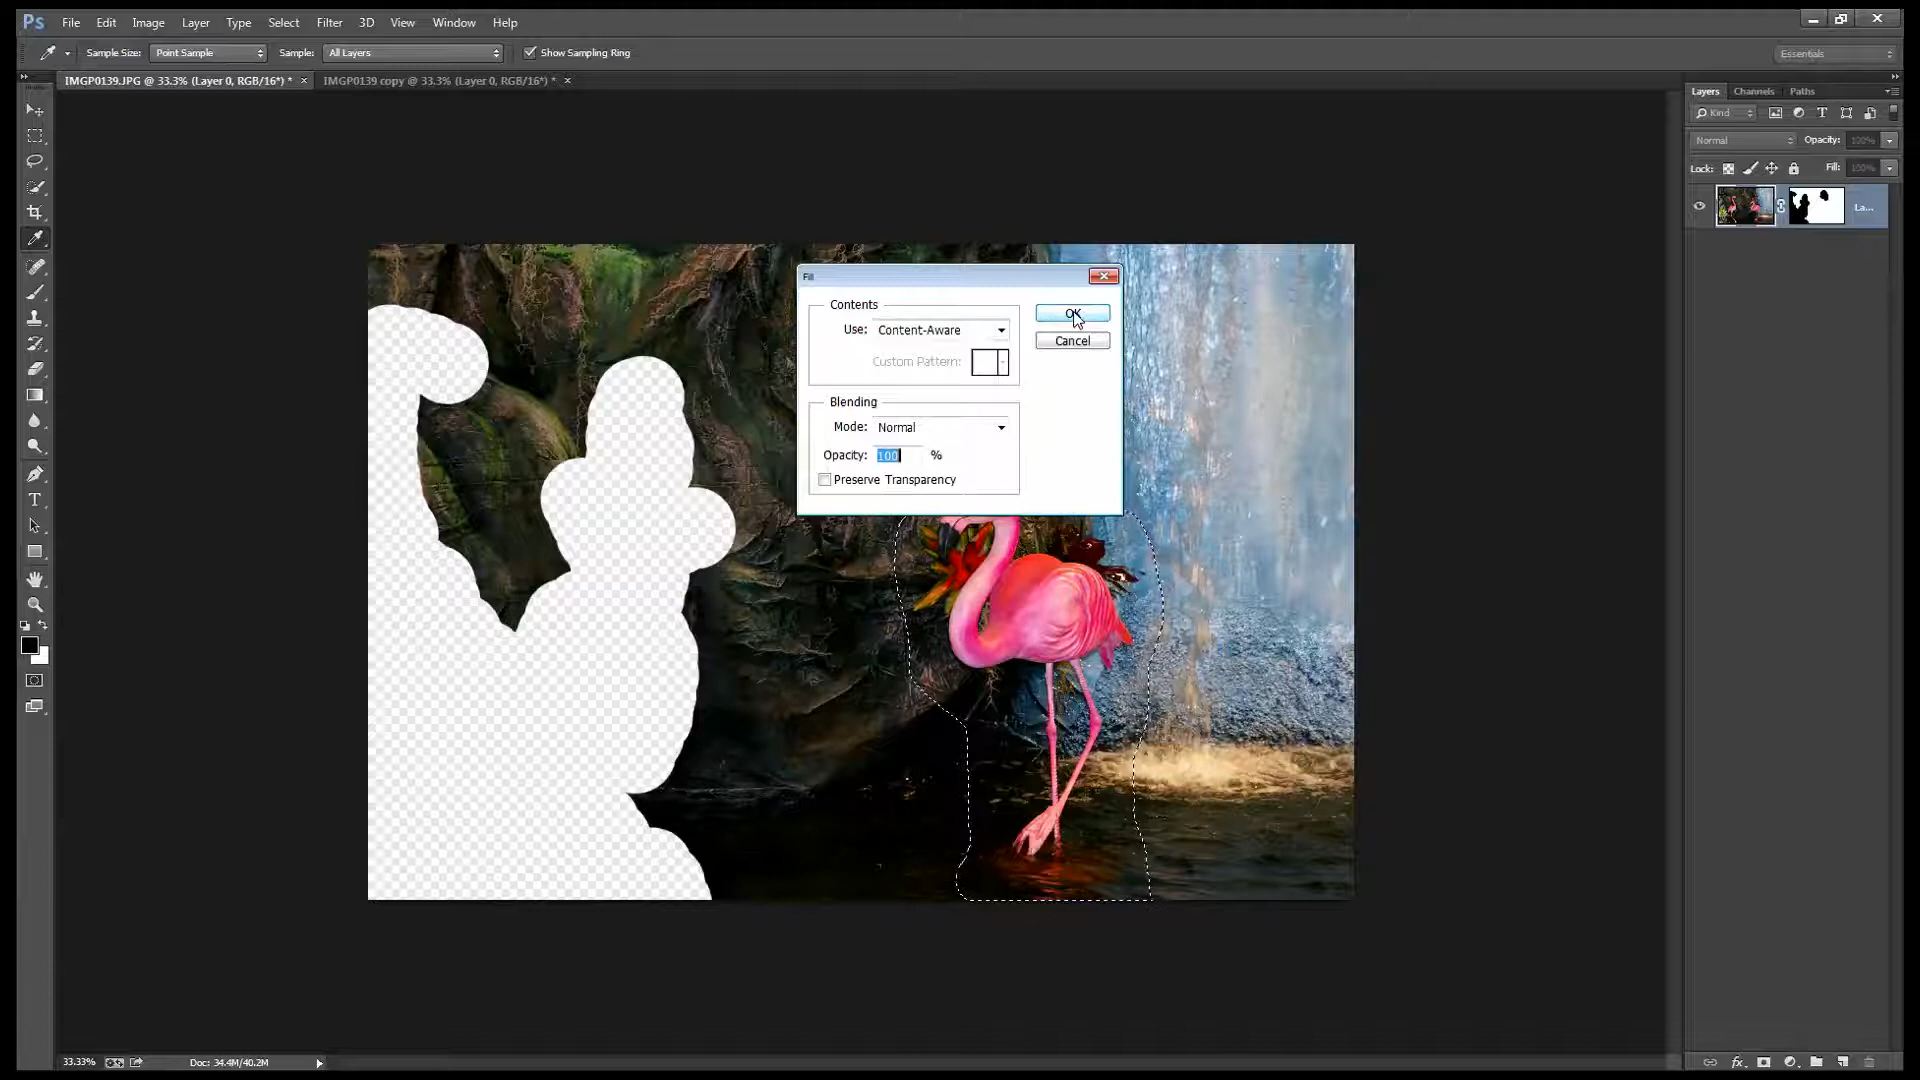 Ps File Edit Image Layer Type Select Filter 3D View Window Help
Sample Size: Point Sample Sample: All Layers Show Sampling Ring Essentials
IMGP0139.JPG @ 33.3% (Layer 0, RGB/16*) * × IMGP0139 copy @ 33.3% (Layer 0, RGB/16*) * ×
Layers Channels Paths
Kind
Normal Opacity: 100%
Lock: Fill: 100%
La...
Fill
Contents
Use: Content-Aware
Custom Pattern:
OK
Cancel
Blending
Mode: Normal
Opacity: 100 %
Preserve Transparency
33.33% Doc: 34.4M/40.2M